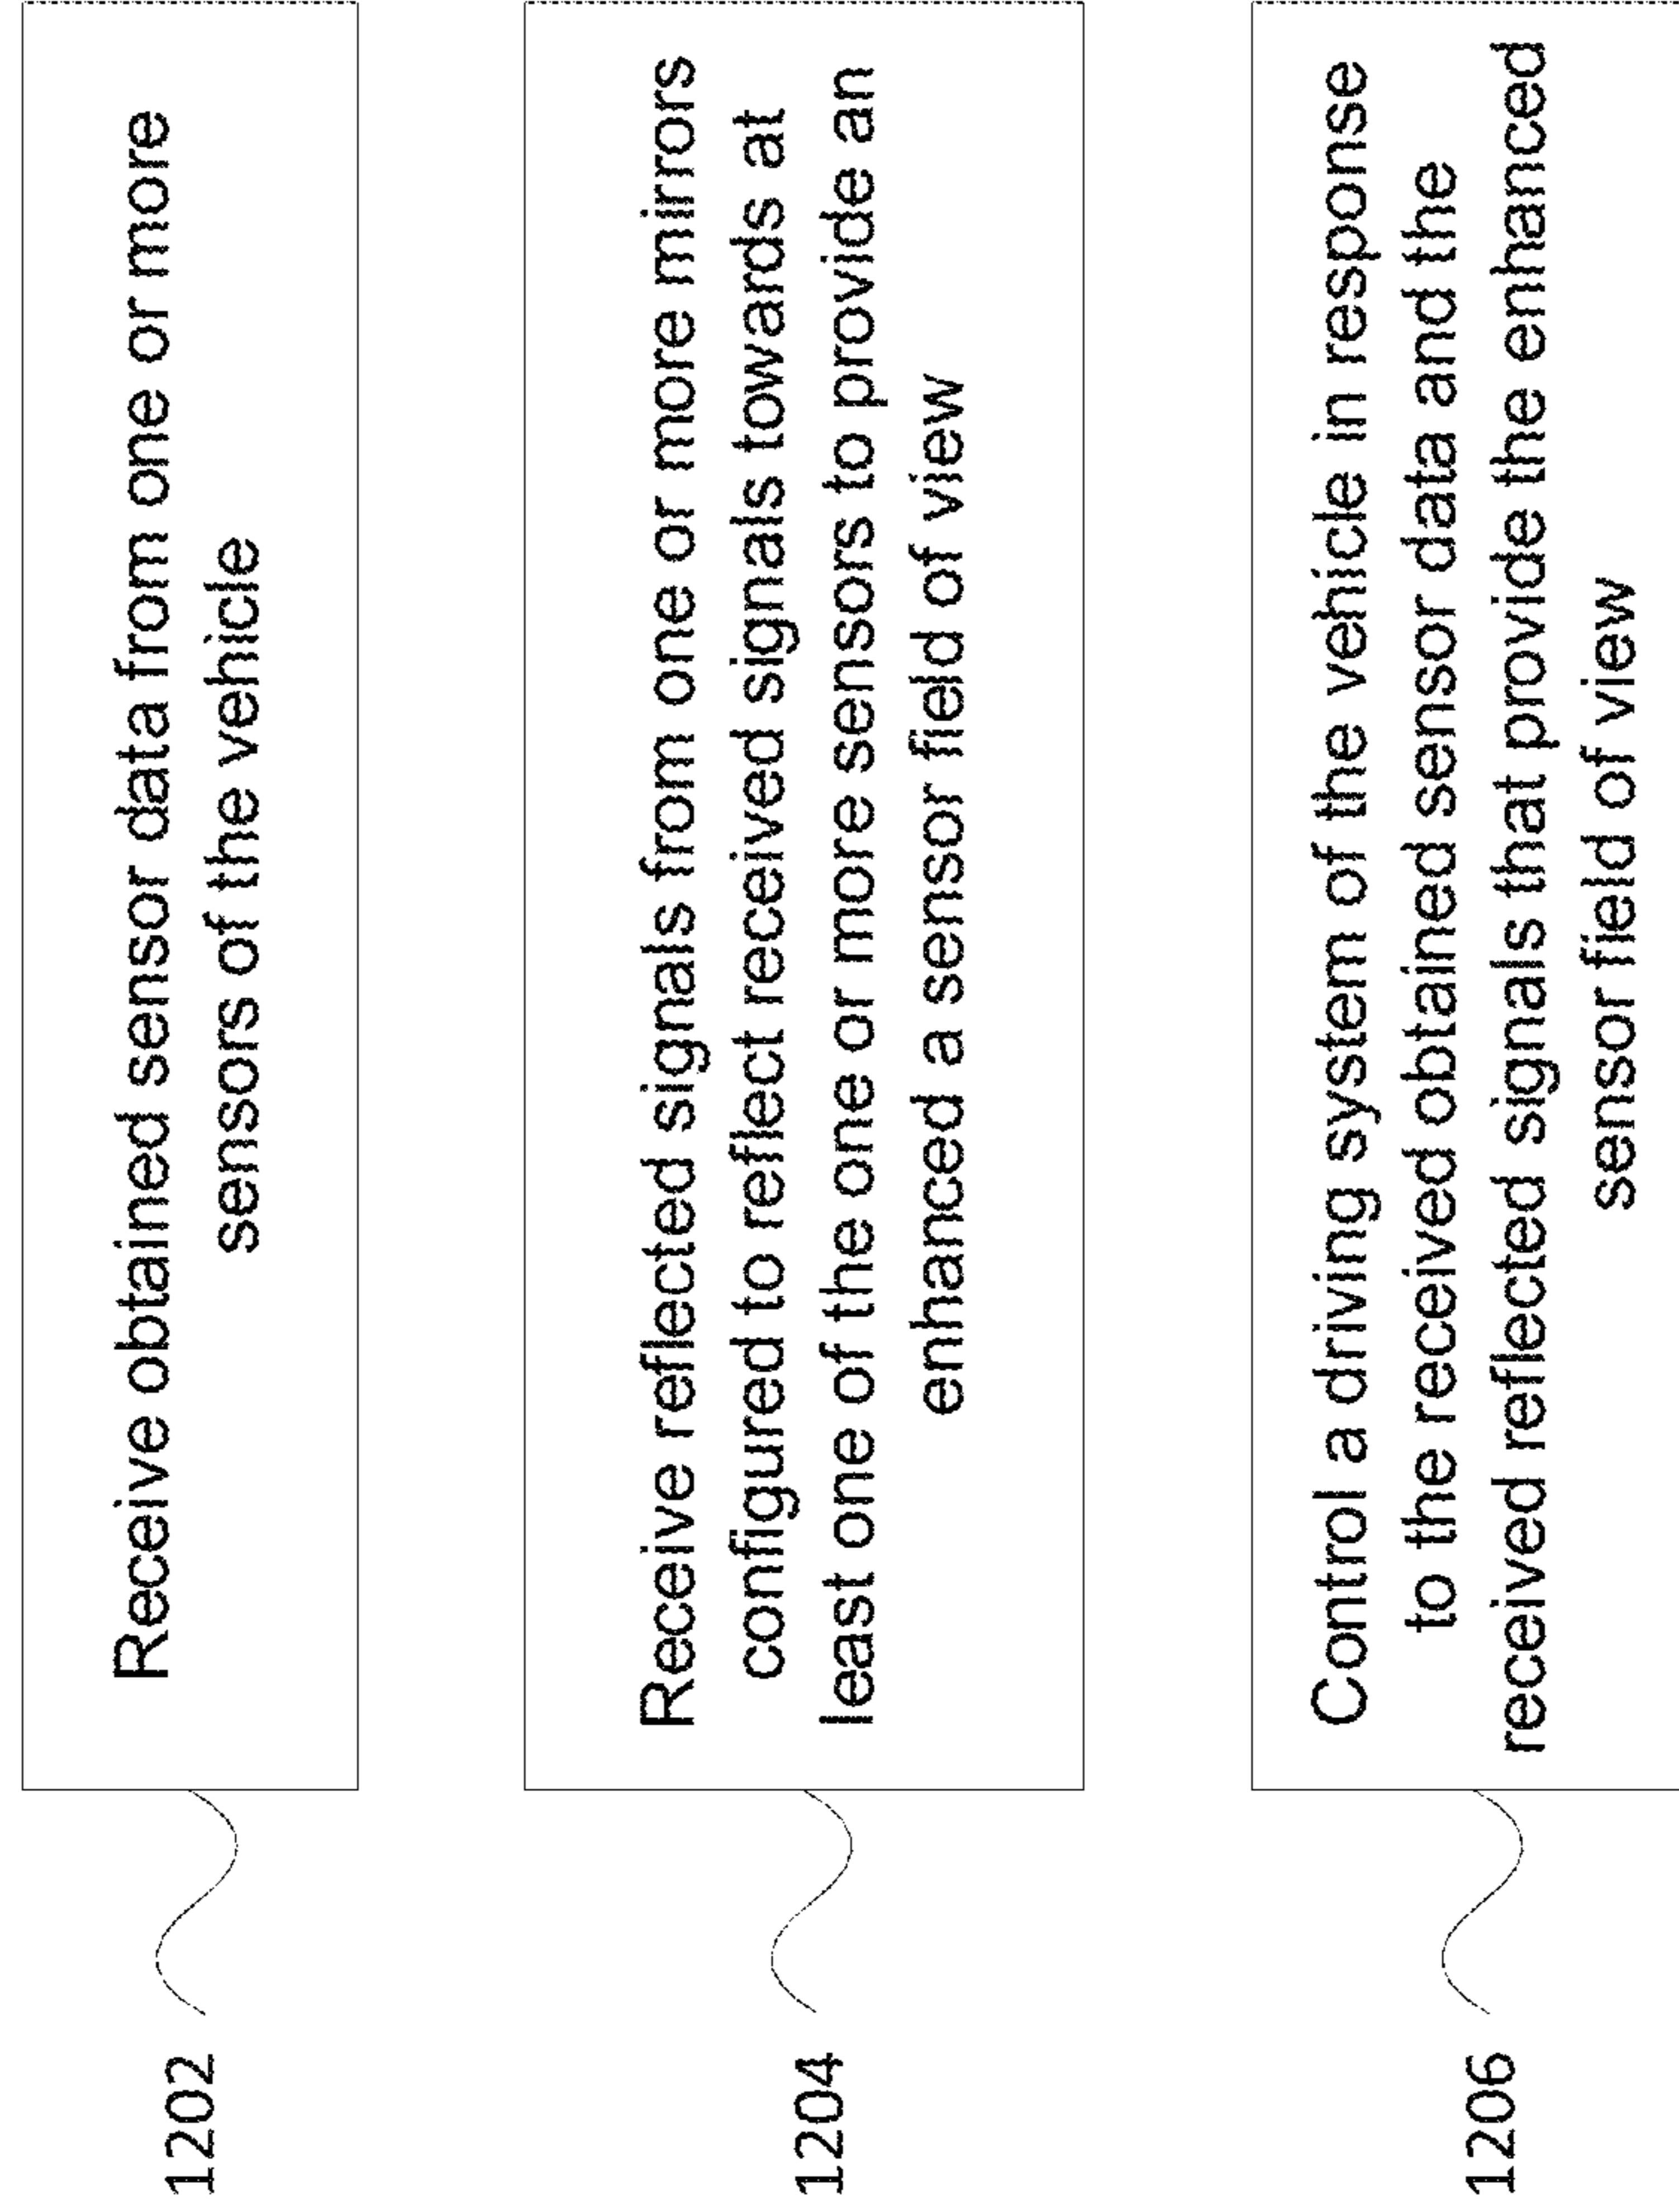 1202
Receive obtained sensor data from one or more
sensors of the vehicle
1204
Receive reflected signals from one or more mirrors
configured to reflect received signals towards at
least one of the one or more sensors to provide an
enhanced a sensor field of view
1206
Control a driving system of the vehicle in response
to the received obtained sensor data and the
received reflected signals that provide the enhanced
sensor field of view